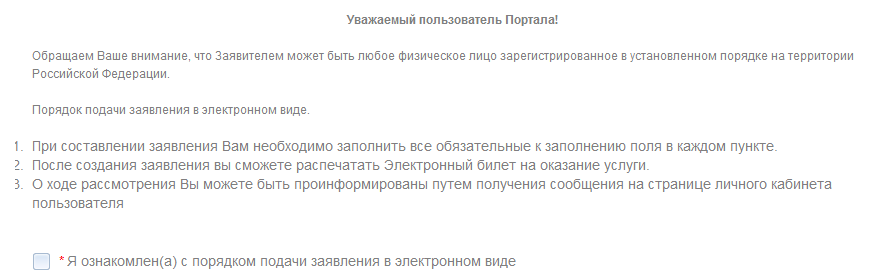 Уважаемый пользователь Портала!
Обращаем Ваше внимание, что Заявителем может быть любое физическое лицо зарегистрированное в установленном порядке на территории
Российской Федерации.
Порядок подачи заявления в электронном виде.
1. При составлении заявления Вам необходимо заполнить все обязательные к заполнению поля в каждом пункте.
2. После создания заявления вы сможете распечатать Электронный билет на оказание услуги.
3. О ходе рассмотрения Вы можете быть проинформированы путем получения сообщения на странице личного кабинета
пользователя
* Я ознакомлен(а) с порядком подачи заявления в электронном виде